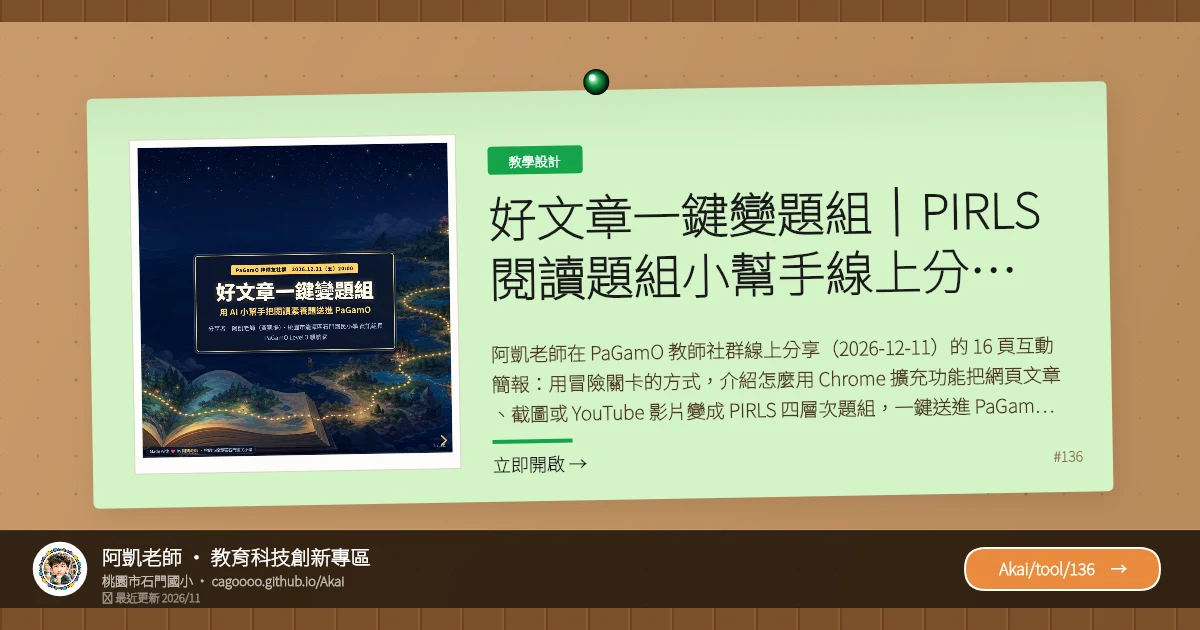 教學設計
好文章一鍵變題組｜PIRLS
閱讀題組小幫手線上分⋯
阿凱老師在 PaGamO 教師社群線上分享（2026-12-11）的 16 頁互動
簡報：用冒險關卡的方式，介紹怎麼用 Chrome 擴充功能把網頁文章
、截圖或 YouTube 影片變成 PIRLS 四層次題組，一鍵送進 PaGam…
立即開啟 →
#136
2026.12.11（五）20:00
好文章一鍵變題組
用 AI 小幫手把閱讀素養題送進 PaGamO
阿凱老師 · 教育科技創新專區
桃園市石門國小 · cagoooo.github.io/Akai
最近更新 2026/11
Akai/tool/136 →